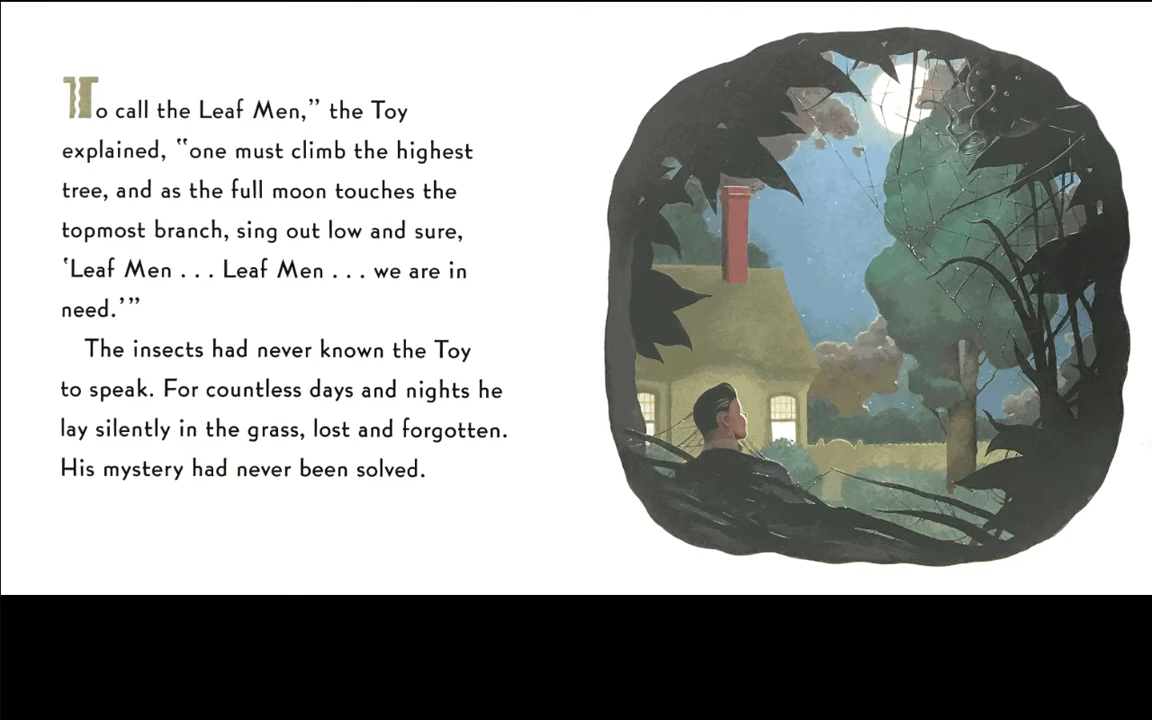 To call the Leaf Men,” the Toy
explained, “one must climb the highest
tree, and as the full moon touches the
topmost branch, sing out low and sure,
‘Leaf Men . . . Leaf Men . . . we are in
need.’”
The insects had never known the Toy
to speak. For countless days and nights he
lay silently in the grass, lost and forgotten.
His mystery had never been solved.